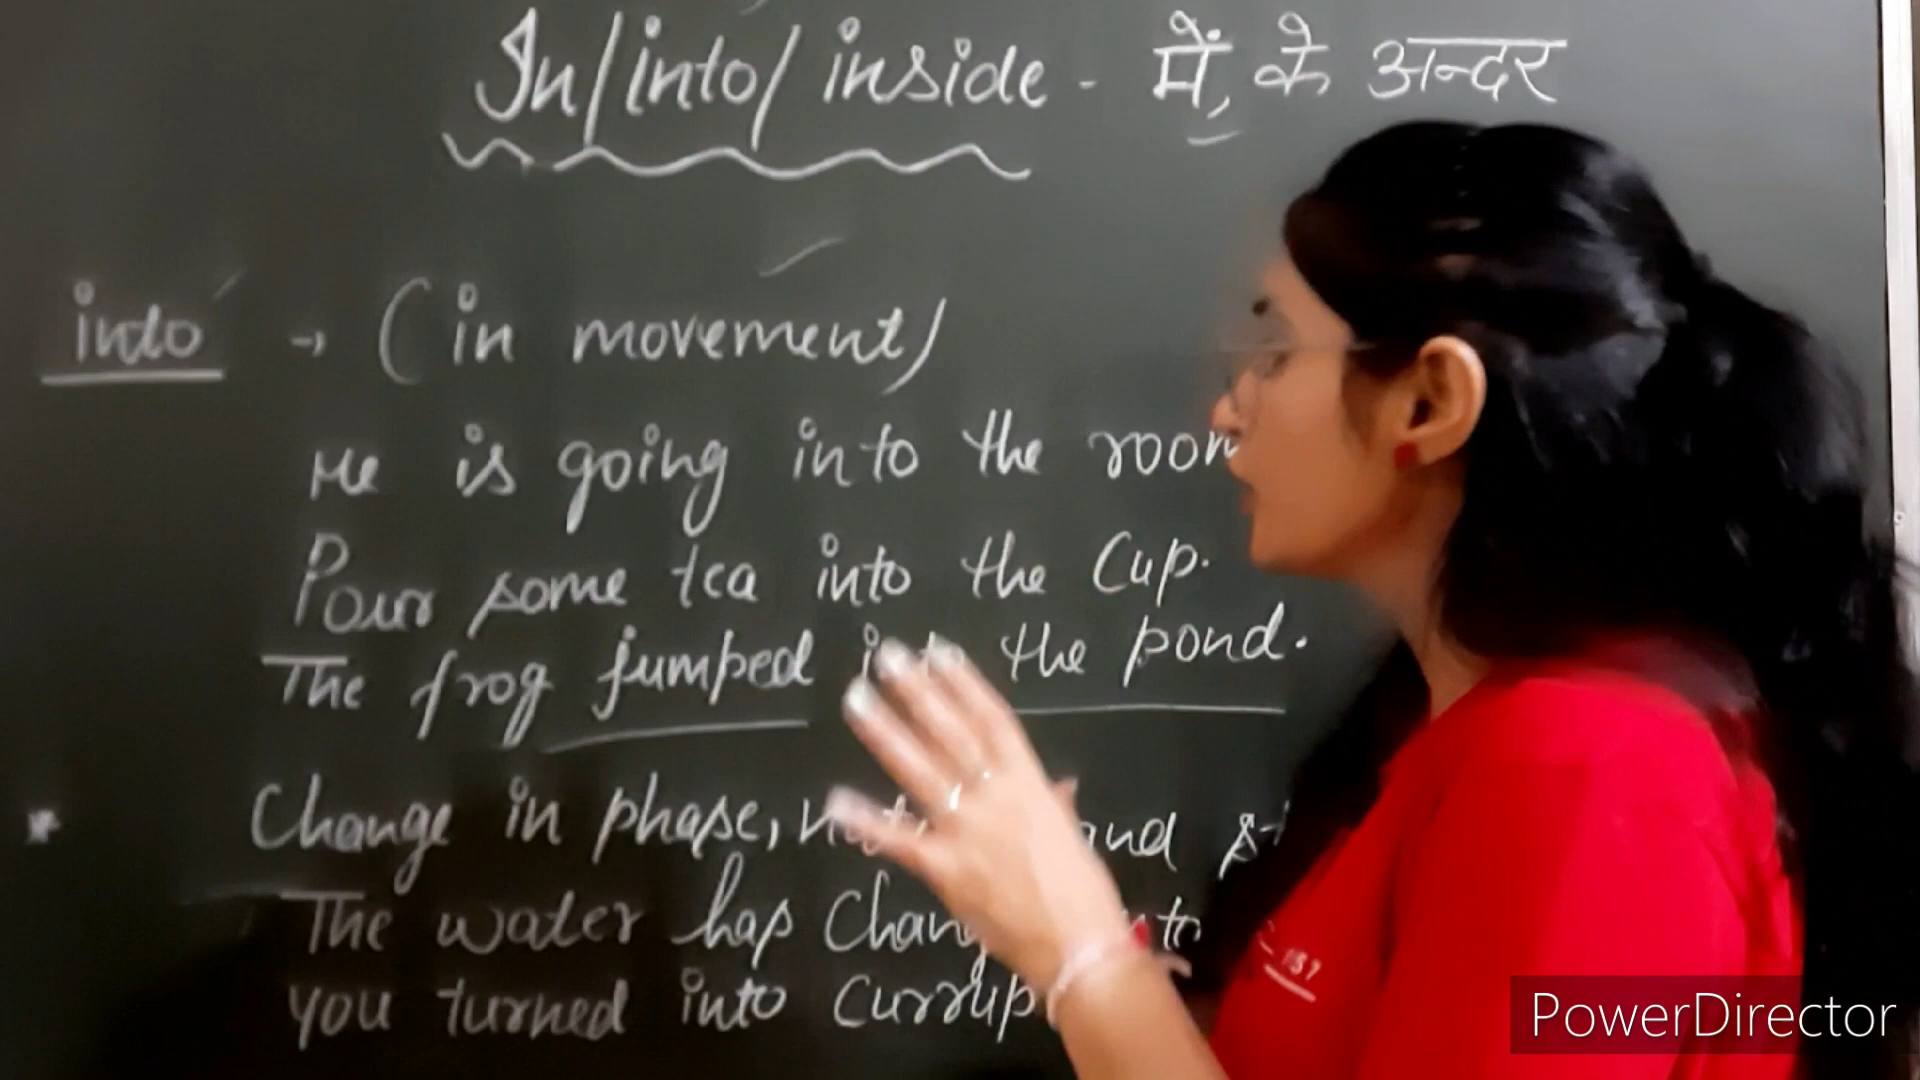 In/into/inside - में, के अन्दर
into → (in movement)
He is going into the room
Pour some tea into the Cup.
The frog jumped into the pond.
* Change in phase, and
The water has into
you turned into
PowerDirector